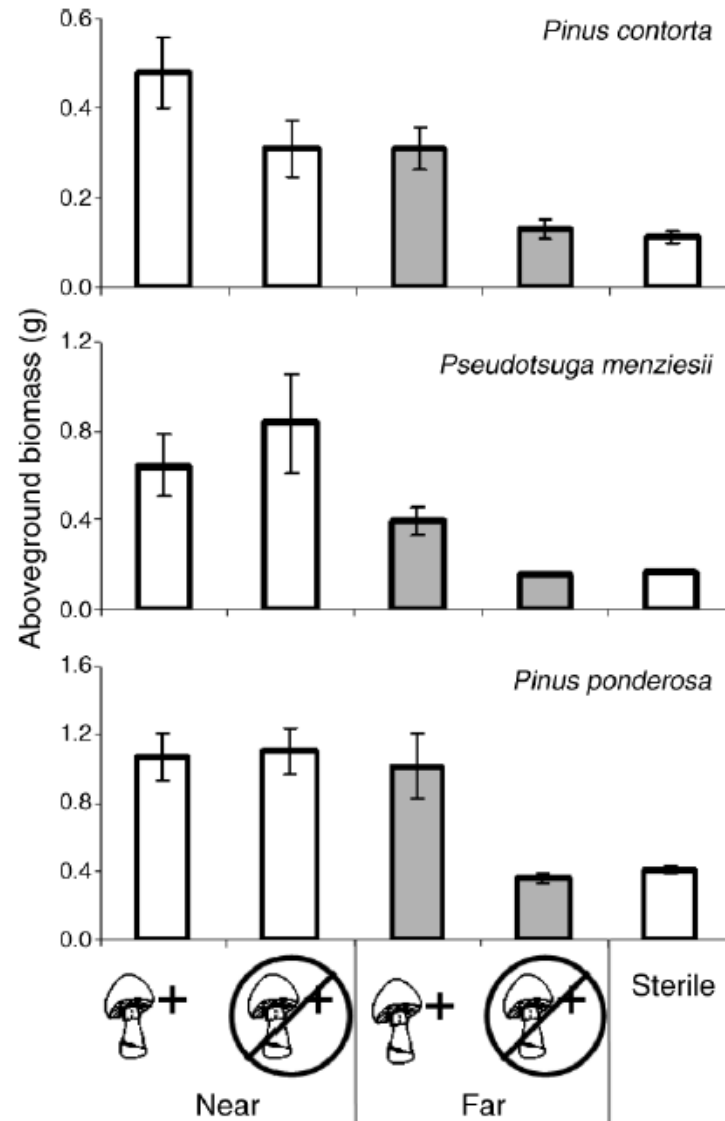 Aboveground biomass (g)
Pinus contorta
0.6
0.4
0.2
0.0
Pseudotsuga menziesii
1.2
0.8
0.4
0.0
Pinus ponderosa
1.6
1.2
0.8
0.4
0.0
+ + + + Sterile
Near Far